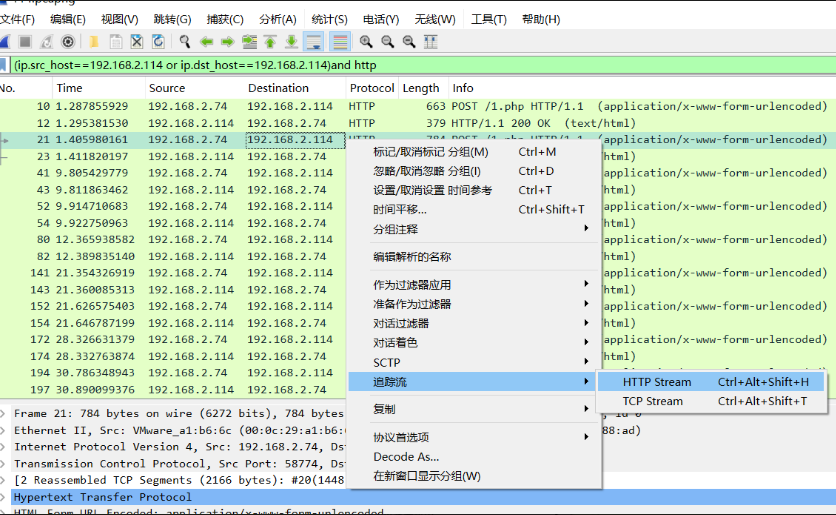 文件(F) 编辑(E) 视图(V) 跳转(G) 捕获(C) 分析(A) 统计(S) 电话(Y) 无线(W) 工具(T) 帮助(H)
(ip.src_host==192.168.2.114 or ip.dst_host==192.168.2.114)and http
No. Time Source Destination Protocol Length Info
10 1.287855929 192.168.2.74 192.168.2.114 HTTP 663 POST /1.php HTTP/1.1 (application/x-www-form-urlencoded)
12 1.295381530 192.168.2.114 192.168.2.74 HTTP 379 HTTP/1.1 200 OK (text/html)
21 1.405980161 192.168.2.74 192.168.2.114 HTTP 784 POST /1.php HTTP/1.1 (application/x-www-form-urlencoded)
23 1.411820197 192.168.2.114 192.168.2.74 /html)
41 9.805429779 192.168.2.74 192.168.2.114 application/x-www-form-urlencoded)
43 9.811863462 192.168.2.114 192.168.2.74 /html)
52 9.914710683 192.168.2.74 192.168.2.114 application/x-www-form-urlencoded)
54 9.922750963 192.168.2.114 192.168.2.74 /html)
80 12.365938582 192.168.2.74 192.168.2.114 application/x-www-form-urlencoded)
82 12.389835140 192.168.2.114 192.168.2.74 /html)
141 21.354326919 192.168.2.74 192.168.2.114 application/x-www-form-urlencoded)
143 21.360085313 192.168.2.114 192.168.2.74 /html)
152 21.626575403 192.168.2.74 192.168.2.114 application/x-www-form-urlencoded)
154 21.646787199 192.168.2.114 192.168.2.74 /html)
172 28.326631379 192.168.2.74 192.168.2.114 application/x-www-form-urlencoded)
174 28.332763874 192.168.2.114 192.168.2.74 /html)
194 30.786348943 192.168.2.74 192.168.2.114 application/x-www-form-urlencoded)
197 30.890099376 192.168.2.114 192.168.2.74 /html)
标记/取消标记 分组(M) Ctrl+M
忽略/取消忽略 分组(I) Ctrl+D
设置/取消设置 时间参考 Ctrl+T
时间平移... Ctrl+Shift+T
分组注释
编辑解析的名称
作为过滤器应用
准备作为过滤器
对话过滤器
对话着色
SCTP
追踪流
HTTP Stream Ctrl+Alt+Shift+H
TCP Stream Ctrl+Alt+Shift+T
复制
协议首选项
Decode As...
在新窗口显示分组(W)
Frame 21: 784 bytes on wire (6272 bits), 784 bytes
Ethernet II, Src: VMware_a1:b6:6c (00:0c:29:a1:b6: 88:ad)
Internet Protocol Version 4, Src: 192.168.2.74, Dst
Transmission Control Protocol, Src Port: 58774, Dst
[2 Reassembled TCP Segments (2166 bytes): #20(1448
Hypertext Transfer Protocol
HTML Form URL Encoded: application/x-www-form-urlencoded